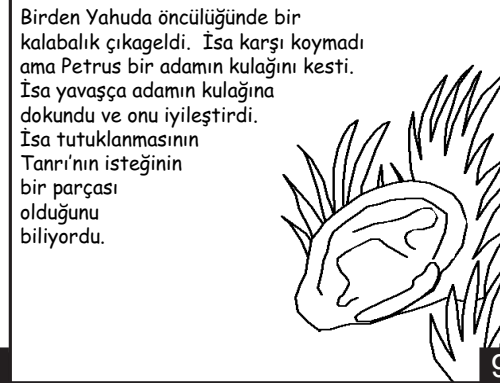 Birden Yahuda öncülüğünde bir
kalabalık çıkageldi. İsa karşı koymadı
ama Petrus bir adamın kulağını kesti.
İsa yavaşça adamın kulağına
dokundu ve onu iyileştirdi.
İsa tutuklanmasının
Tanrı'nın isteğinin
bir parçası
olduğunu
biliyordu.